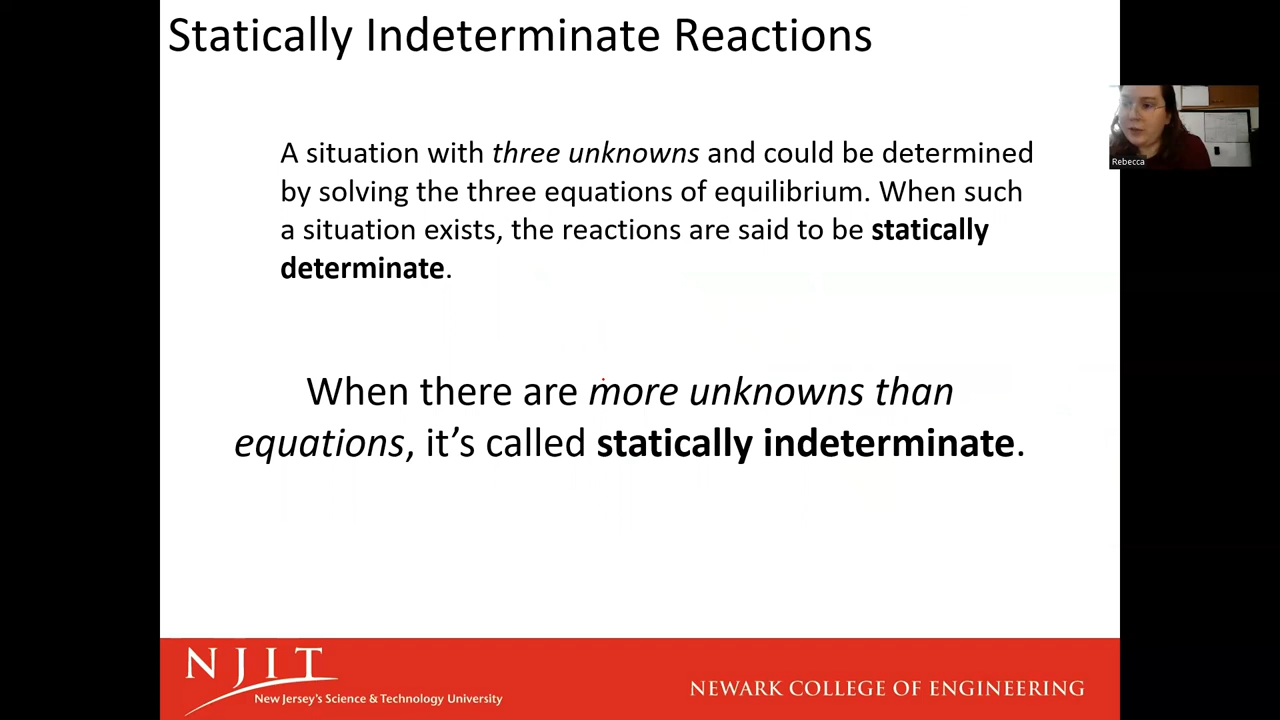 Statically Indeterminate Reactions
A situation with three unknowns and could be determined
by solving the three equations of equilibrium. When such
a situation exists, the reactions are said to be statically
determinate.
Rebecca
When there are more unknowns than
equations, it’s called statically indeterminate.
NJIT
New Jersey's Science & Technology University
NEWARK COLLEGE OF ENGINEERING